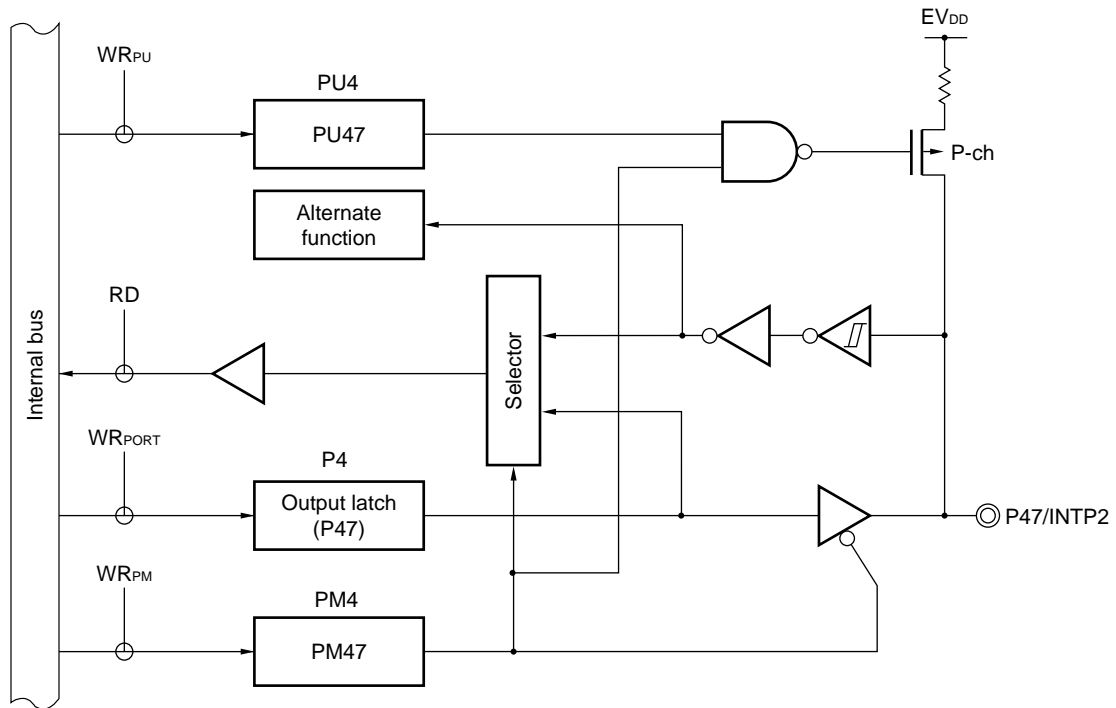 EVDD
WRPU
PU4
PU47
P-ch
Alternate
function
RD
Selector
Internal bus
WRPORT
P4
Output latch
(P47)
P47/INTP2
WRPM
PM4
PM47